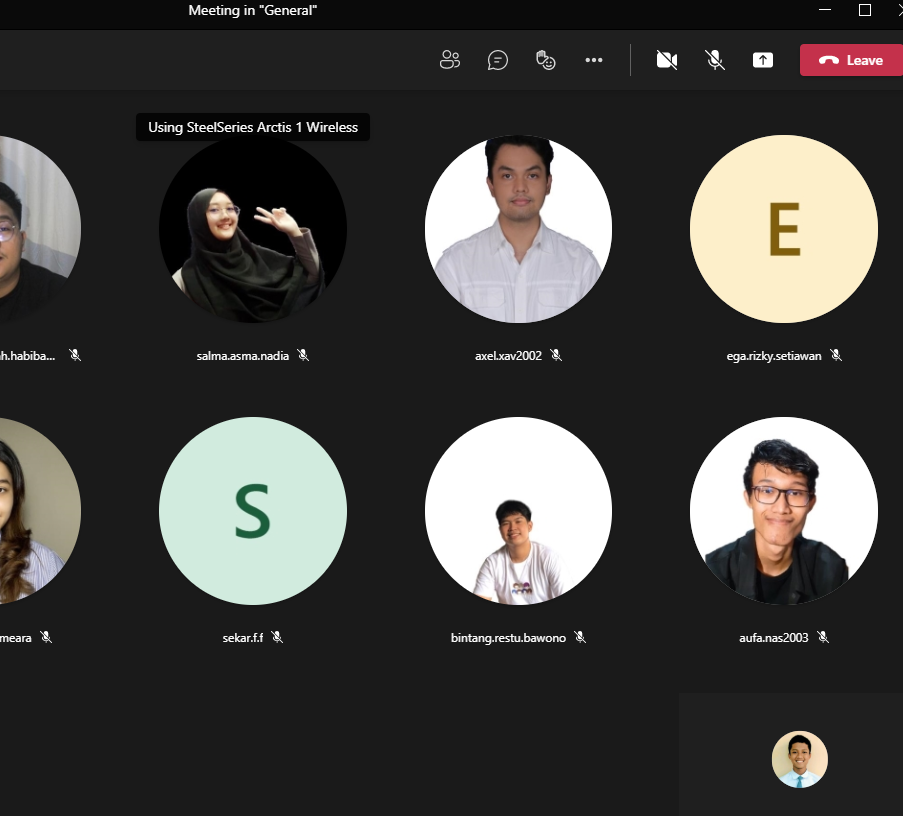 Meeting in "General"
Leave
Using SteelSeries Arctis 1 Wireless
E
h.habiba...
salma.asma.nadia
axel.xav2002
ega.rizky.setiawan
S
meara
sekar.f.f
bintang.restu.bawono
aufa.nas2003